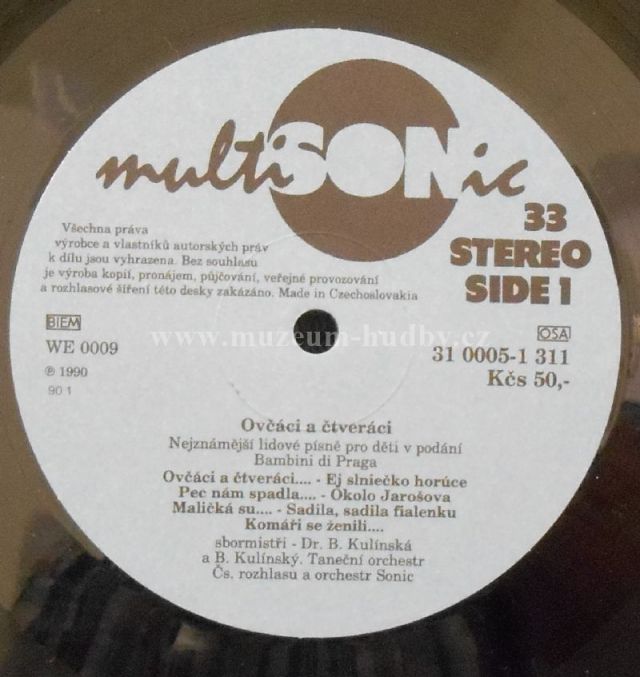 multiSONic
33
STEREO
SIDE 1
Všechna práva
výrobce a vlastníků autorských práv
k dílu jsou vyhrazena. Bez souhlasu
je výroba kopií, pronájem, půjčování, veřejné provozování
a rozhlasové šíření této desky zakázáno. Made in Czechoslovakia
www.muzeum-hudby.cz
BIEM
OSA
WE 0009
31 0005-1 311
℗ 1990
Kčs 50,-
90 1
Ovčáci a čtveráci
Nejznámější lidové písně pro děti v podání
Bambini di Praga
Ovčáci a čtveráci.... - Ej slniečko horúce
Pec nám spadla.... - Okolo Jarošova
Maličká su.... - Sadila, sadila fialenku
Komáři se ženili....
sbormistři - Dr. B. Kulínská
a B. Kulínský. Taneční orchestr
Čs. rozhlasu a orchestr Sonic